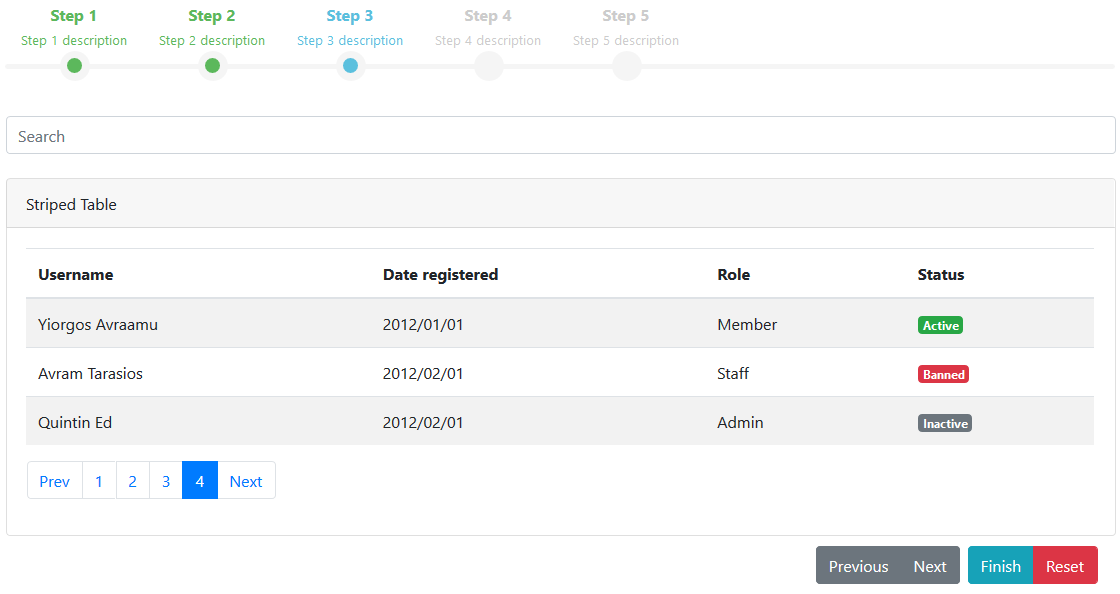 Step 1 Step 2 Step 3 Step 4 Step 5
Step 1 description Step 2 description Step 3 description Step 4 description Step 5 description
Search
Striped Table
Username Date registered Role Status
Yiorgos Avraamu 2012/01/01 Member Active
Avram Tarasios 2012/02/01 Staff Banned
Quintin Ed 2012/02/01 Admin Inactive
Prev 1 2 3 4 Next
Previous Next Finish Reset